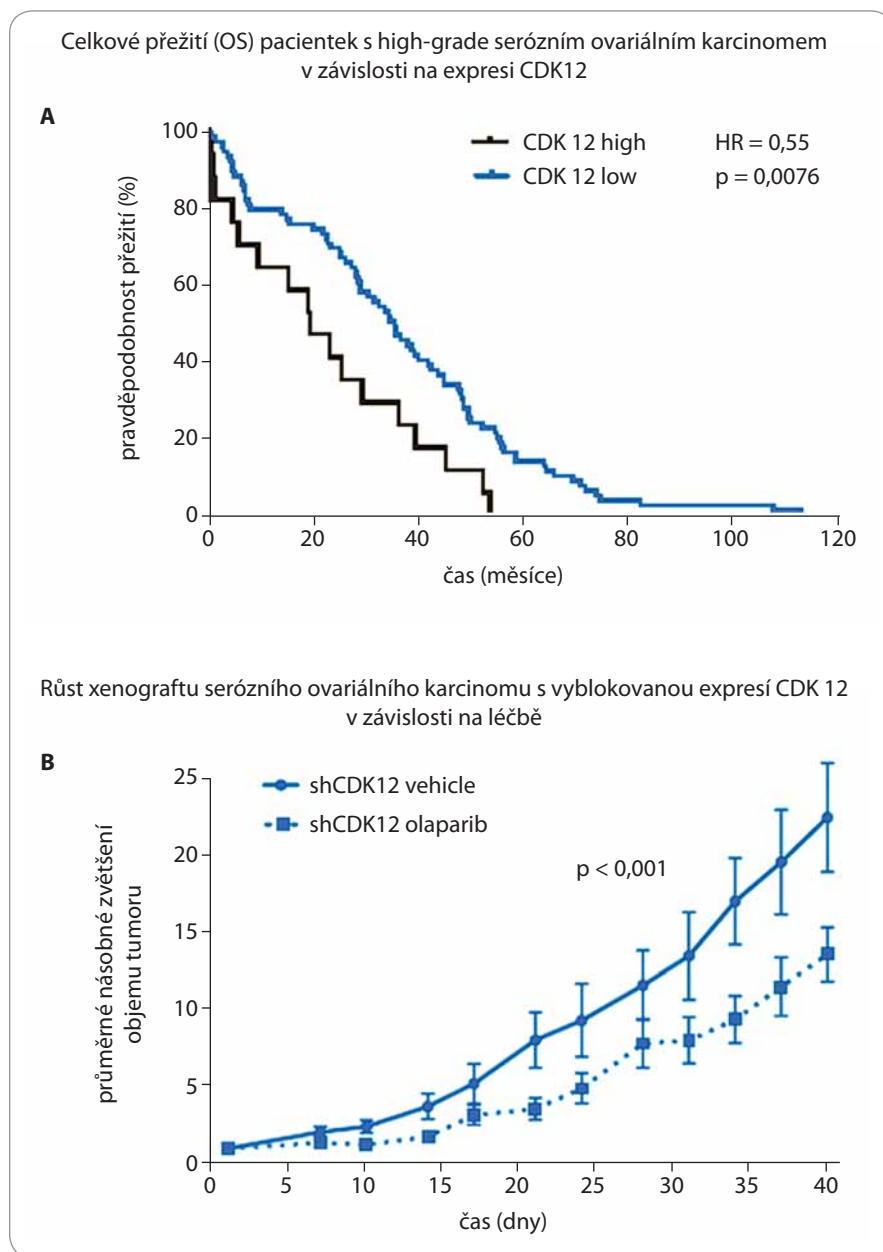 Celkové přežití (OS) pacientek s high-grade serózním ovariálním karcinomem
v závislosti na expresi CDK12
A
pravděpodobnost přežití (%)
100
80
60
40
20
0
CDK 12 high
HR = 0,55
CDK 12 low
p = 0,0076
0
20
40
60
80
100
120
čas (měsíce)
Růst xenograftu serózního ovariálního karcinomu s vyblokovanou expresí CDK 12
v závislosti na léčbě
B
průměrné násobné zvětšení
objemu tumoru
25
20
15
10
5
0
shCDK12 vehicle
shCDK12 olaparib
p < 0,001
0
5
10
15
20
25
30
35
40
čas (dny)